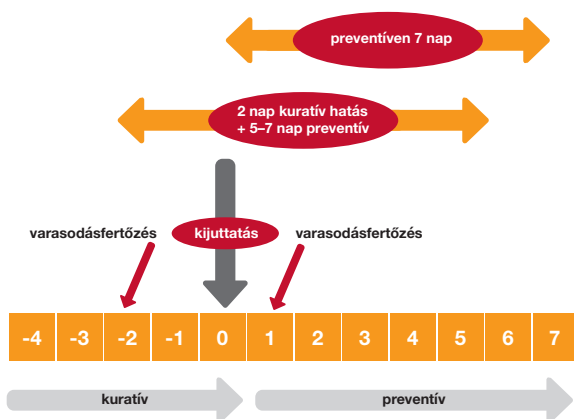 preventíven 7 nap
2 nap kuratív hatás
+ 5–7 nap preventív
varasodásfertőzés
kijuttatás
varasodásfertőzés
-4 -3 -2 -1 0 1 2 3 4 5 6 7
kuratív
preventív